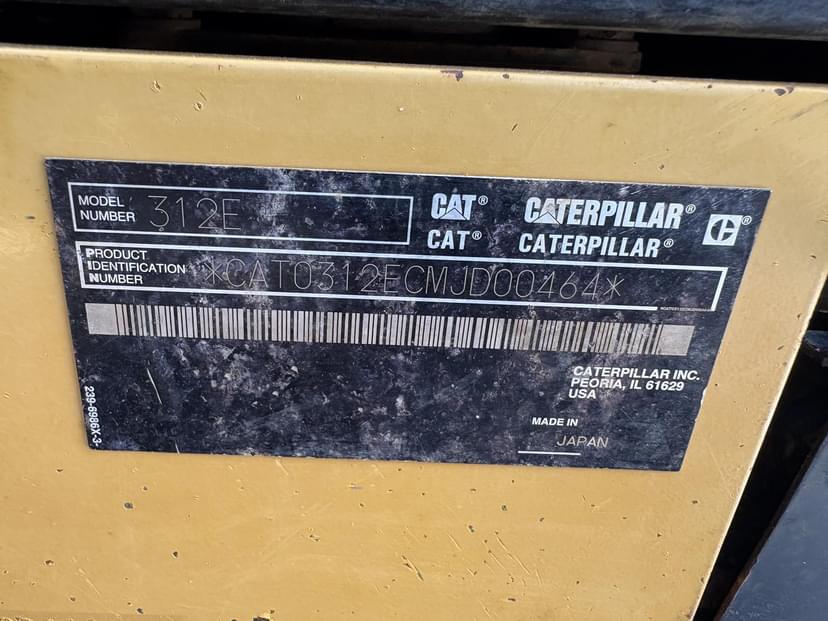 MODEL
NUMBER 312E
CAT® CATERPILLAR® ®
CAT® CATERPILLAR®
PRODUCT
IDENTIFICATION
NUMBER *CAT0312ECMJD00464*
CATERPILLAR INC.
PEORIA, IL 61629
USA
MADE IN
JAPAN
239-6986X-3-